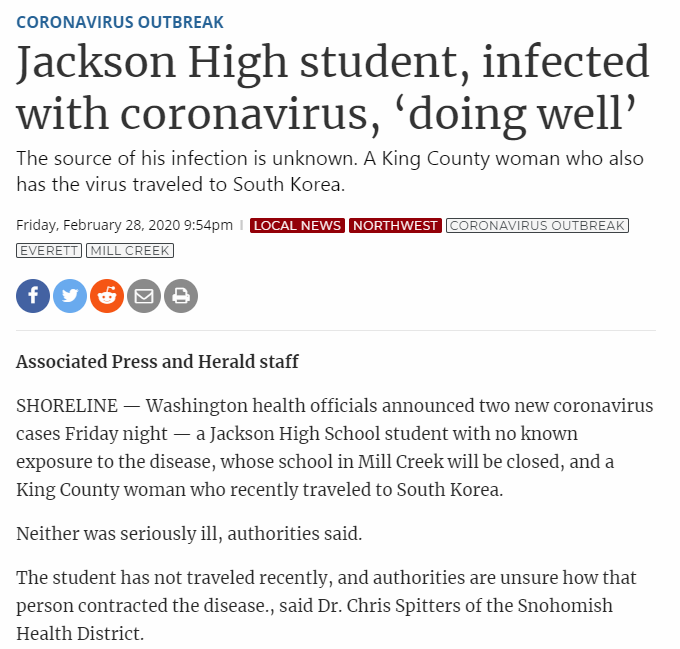 CORONAVIRUS OUTBREAK
Jackson High student, infected
with coronavirus, ‘doing well’
The source of his infection is unknown. A King County woman who also
has the virus traveled to South Korea.
Friday, February 28, 2020 9:54pm | LOCAL NEWS NORTHWEST CORONAVIRUS OUTBREAK
EVERETT MILL CREEK
f
Associated Press and Herald staff
SHORELINE — Washington health officials announced two new coronavirus
cases Friday night — a Jackson High School student with no known
exposure to the disease, whose school in Mill Creek will be closed, and a
King County woman who recently traveled to South Korea.
Neither was seriously ill, authorities said.
The student has not traveled recently, and authorities are unsure how that
person contracted the disease., said Dr. Chris Spitters of the Snohomish
Health District.